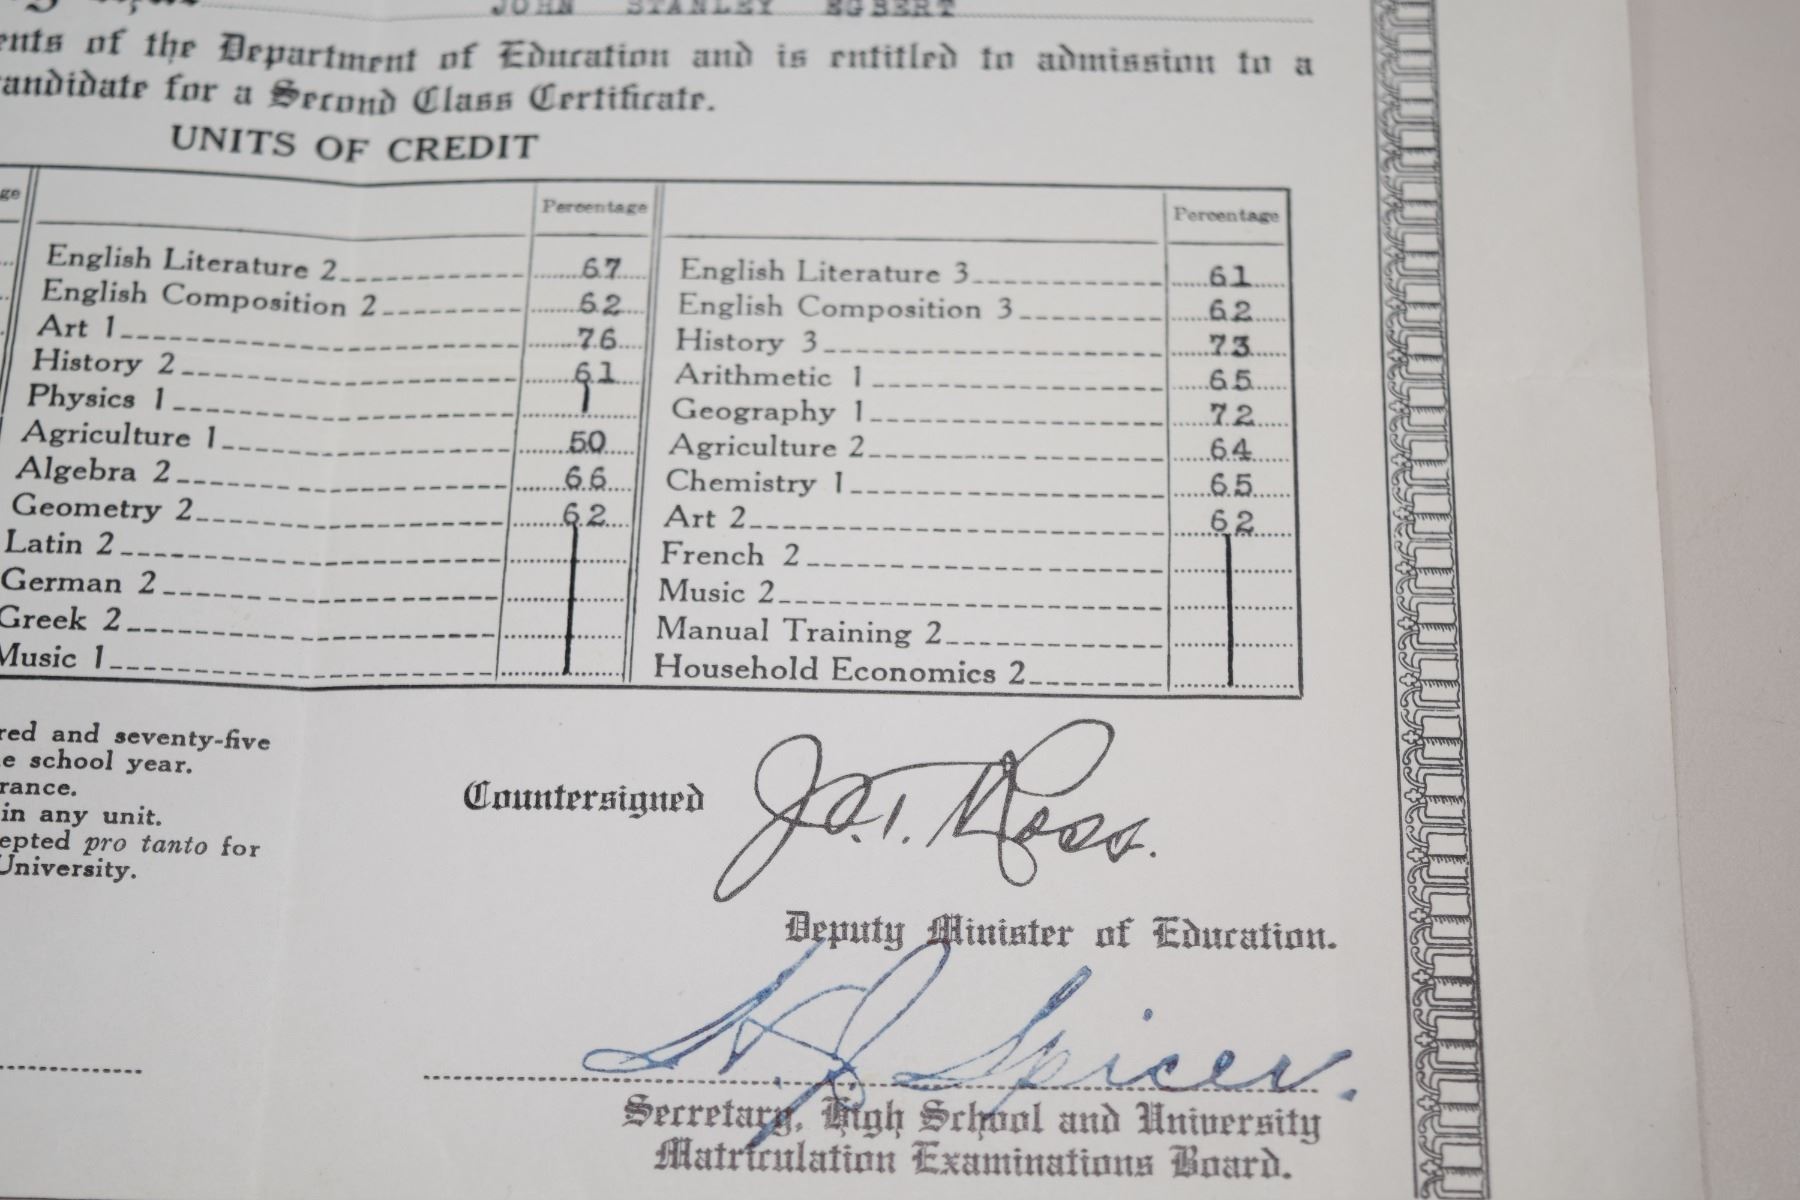 JOHN STANLEY EGBERT
ents of the Department of Education and is entitled to admission to a
andidate for a Second Class Certificate.
UNITS OF CREDIT
ge
Percentage
English Literature 2 67
English Composition 2 62
Art 1 76
History 2 61
Physics 1
Agriculture 1 50
Algebra 2 66
Geometry 2 62
Latin 2
German 2
Greek 2
Music 1
Percentage
English Literature 3 61
English Composition 3 62
History 3 73
Arithmetic 1 65
Geography 1 72
Agriculture 2 64
Chemistry 1 65
Art 2 62
French 2
Music 2
Manual Training 2
Household Economics 2
red and seventy-five
e school year.
rance.
in any unit.
epted pro tanto for
University.
Countersigned
Ross.
Deputy Minister of Education.
Spicer.
Secretary, High School and University
Matriculation Examinations Board.